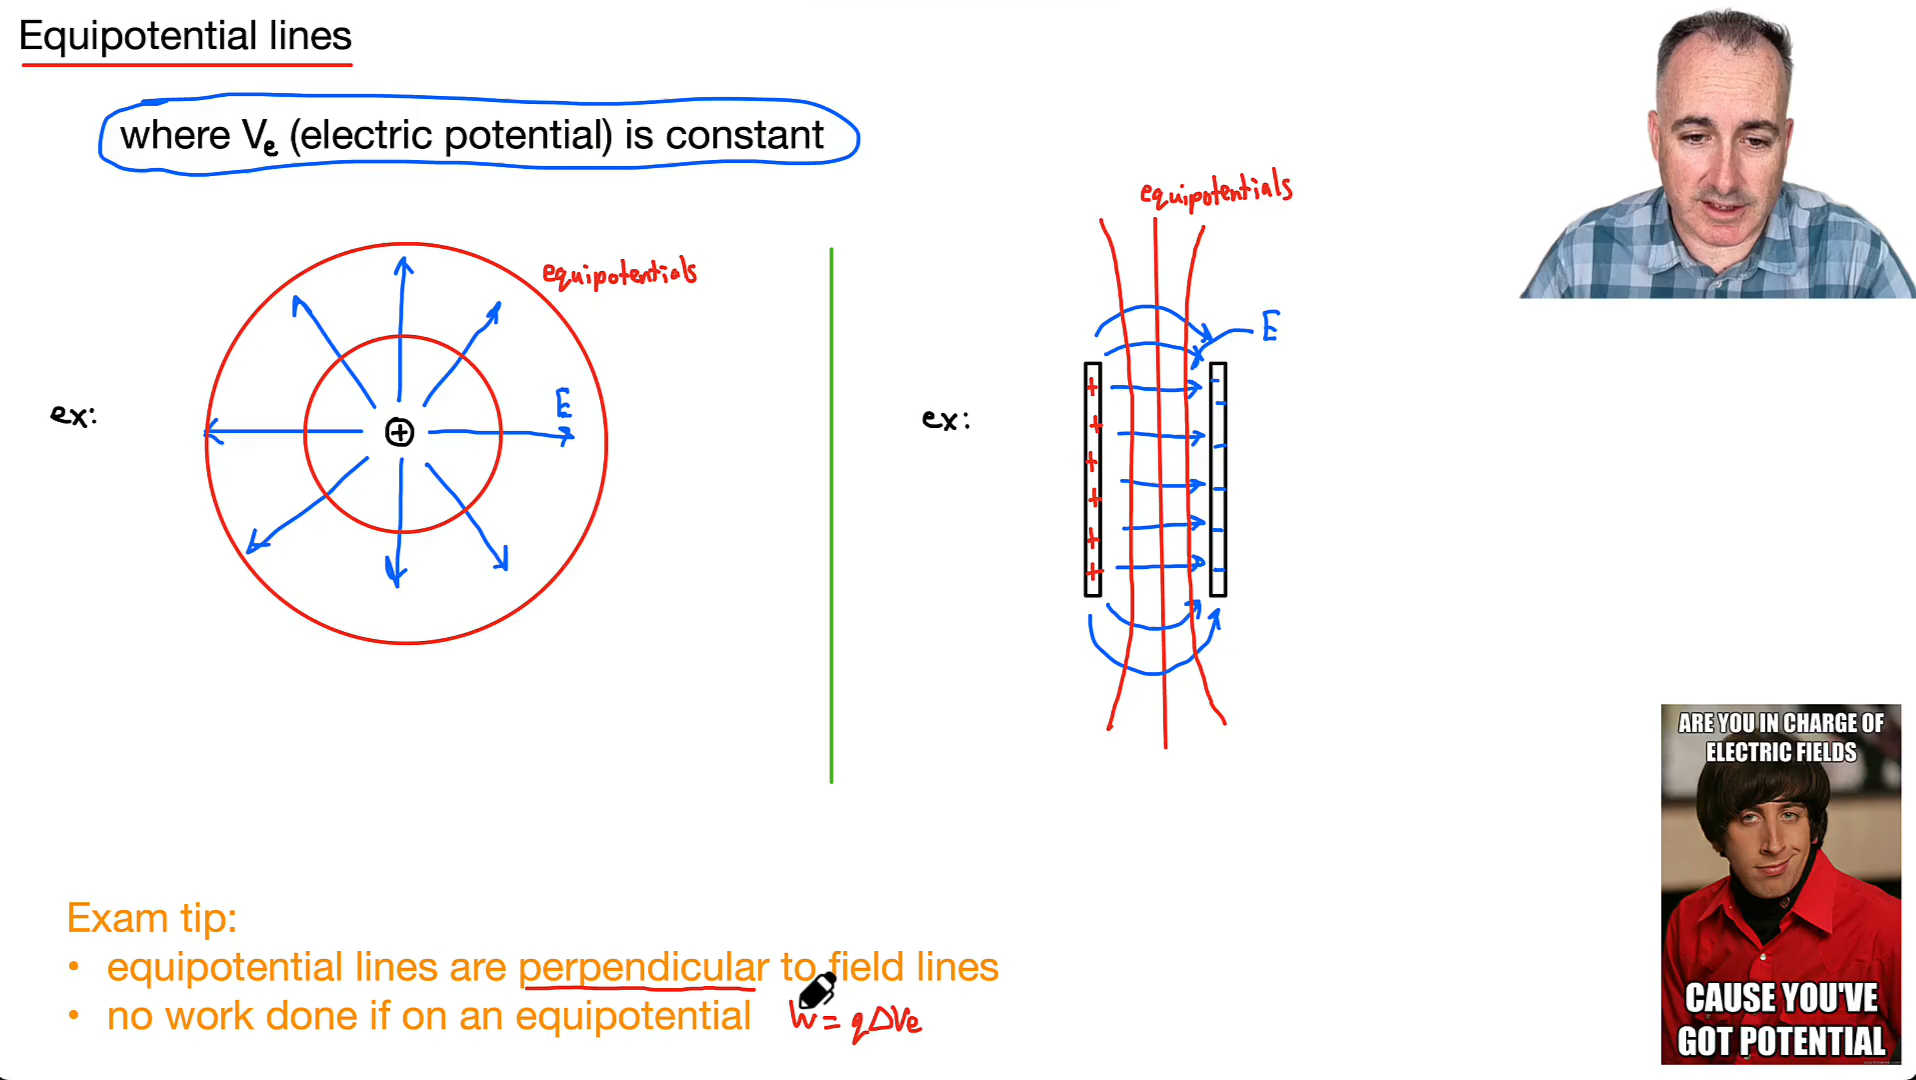 Equipotential lines
where Ve (electric potential) is constant
equipotentials
E
ex:
+
equipotentials
E
ex:
+ -
+ -
+ -
+ -
+ -
+ -
Exam tip:
• equipotential lines are perpendicular to field lines
• no work done if on an equipotential W = qΔVe
ARE YOU IN CHARGE OF
ELECTRIC FIELDS
CAUSE YOU'VE
GOT POTENTIAL